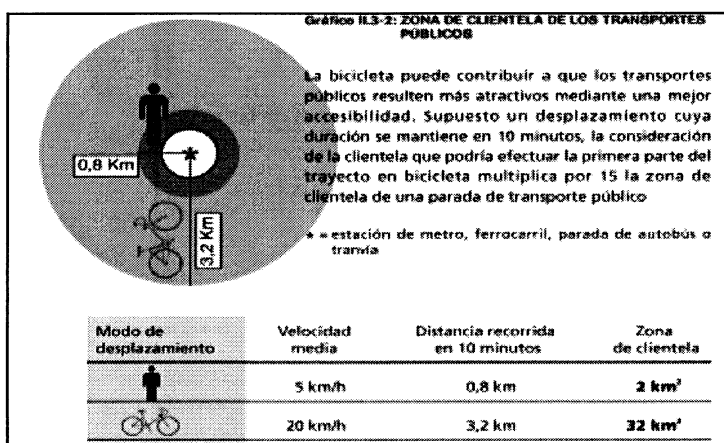 Gráfico II.3-2: ZONA DE CLIENTELA DE LOS TRANSPORTES
PÚBLICOS
La bicicleta puede contribuir a que los transportes
públicos resulten más atractivos mediante una mejor
accesibilidad. Supuesto un desplazamiento cuya
duración se mantiene en 10 minutos, la consideración
de la clientela que podría efectuar la primera parte del
trayecto en bicicleta multiplica por 15 la zona de
clientela de una parada de transporte público
* = estación de metro, ferrocarril, parada de autobús o
tranvía
0,8 Km
3,2 Km
Modo de desplazamiento Velocidad media Distancia recorrida en 10 minutos Zona de clientela
5 km/h 0,8 km 2 km²
20 km/h 3,2 km 32 km²